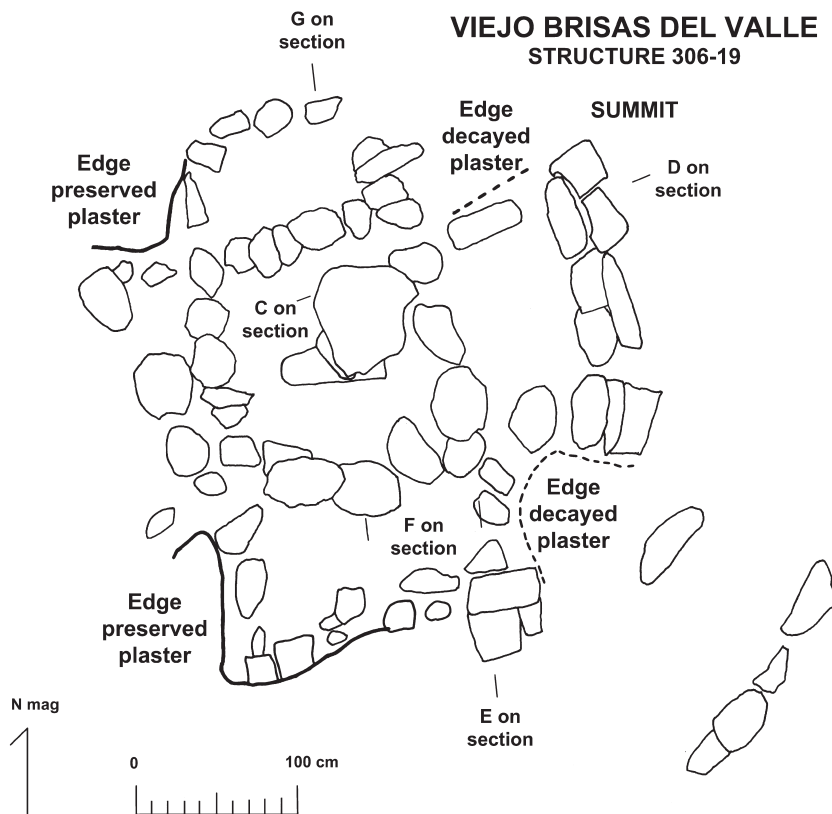 G on
section
VIEJO BRISAS DEL VALLE
STRUCTURE 306-19
Edge
decayed
plaster
SUMMIT
Edge
preserved
plaster
D on
section
C on
section
F on
section
Edge
decayed
plaster
Edge
preserved
plaster
E on
section
N mag
0
100 cm